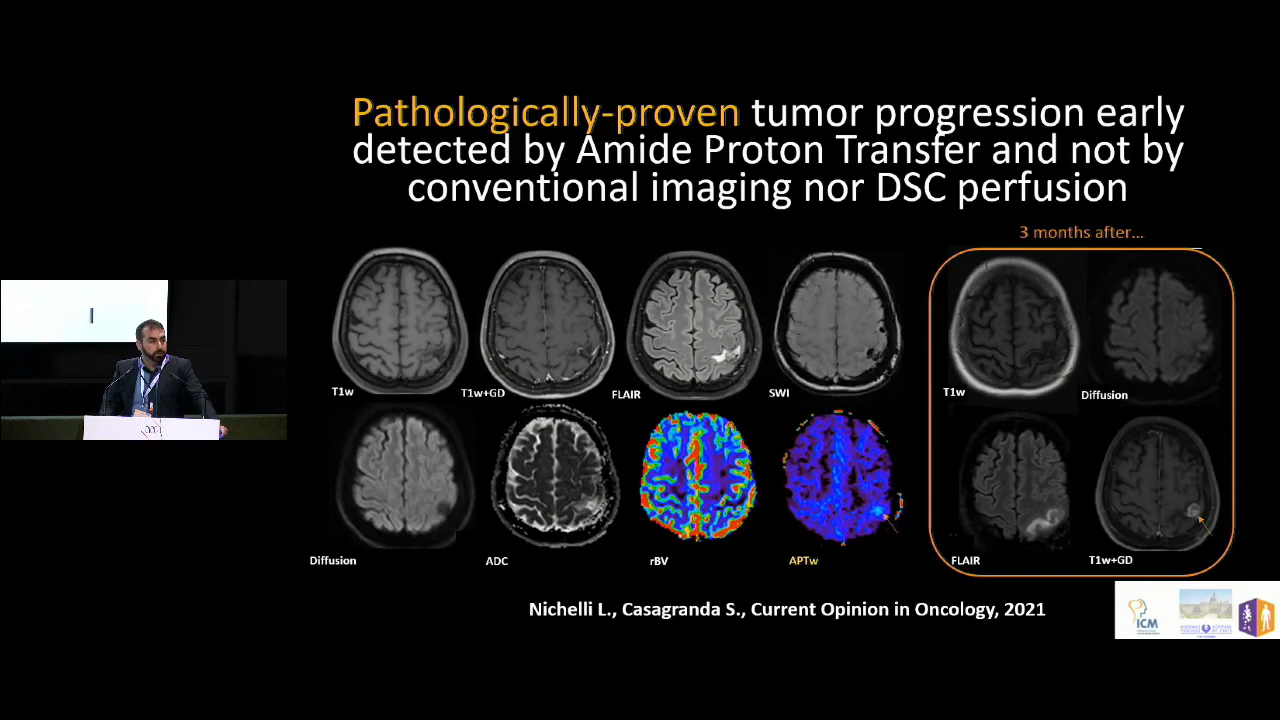 Pathologically-proven tumor progression early
detected by Amide Proton Transfer and not by
conventional imaging nor DSC perfusion
3 months after...
T1w
T1w+GD
FLAIR
SWI
T1w
Diffusion
Diffusion
ADC
rBV
APTw
FLAIR
T1w+GD
Nichelli L., Casagranda S., Current Opinion in Oncology, 2021
ICM